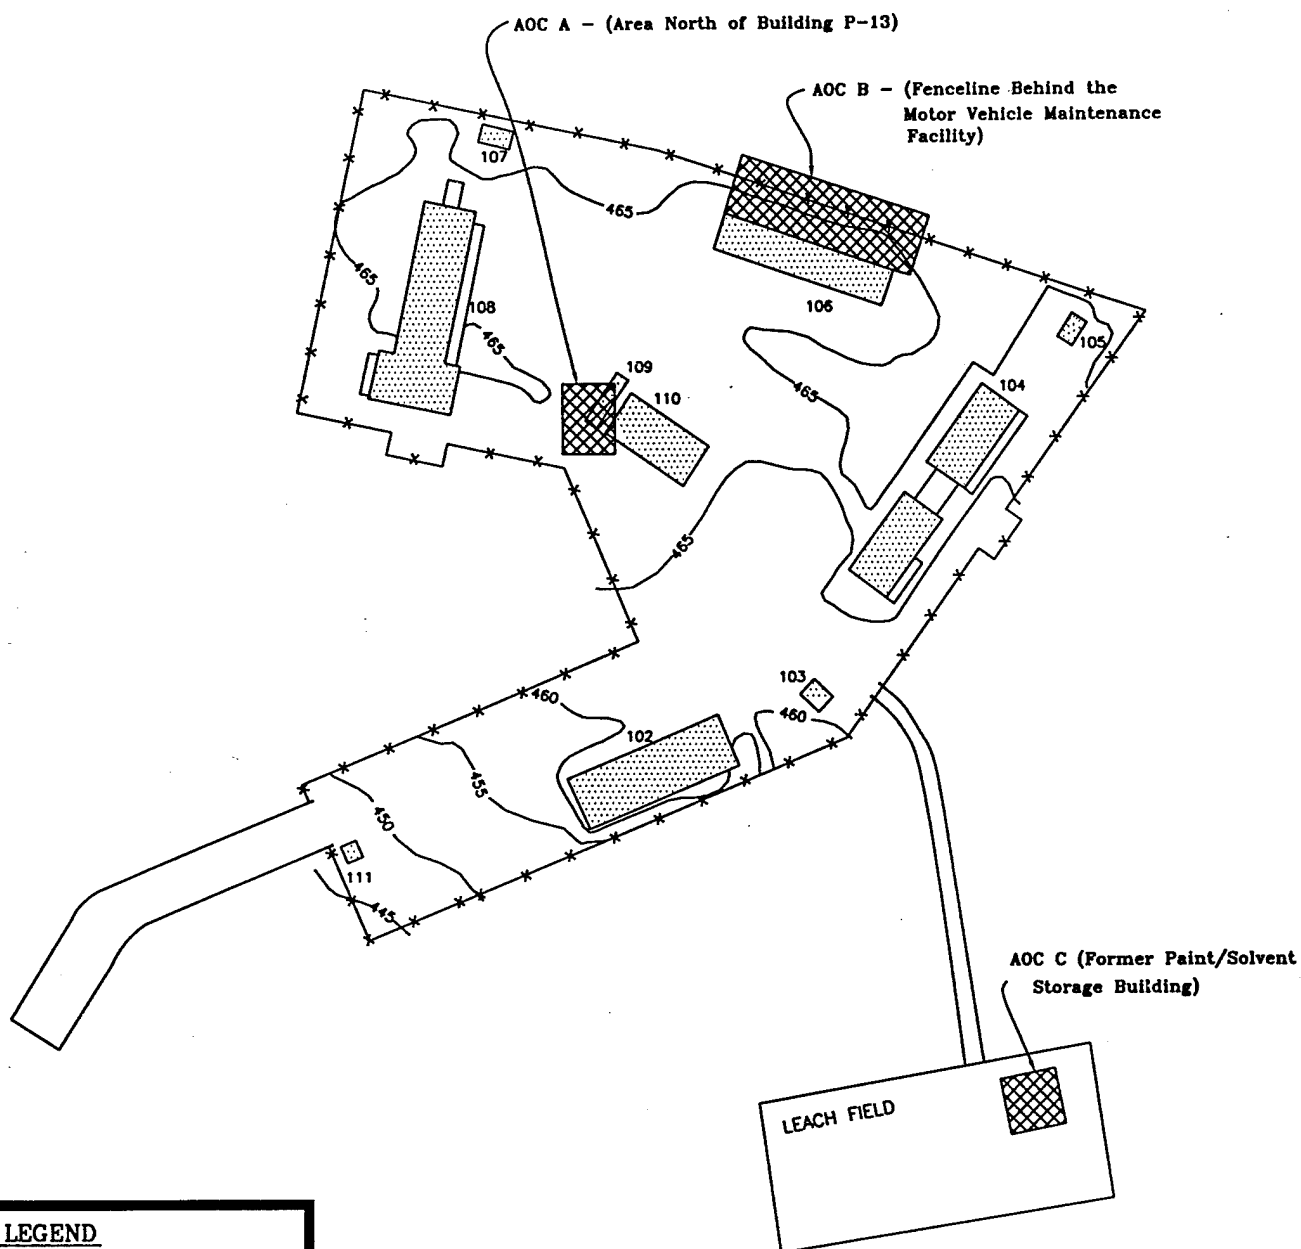 AOC A - (Area North of Building P-13)
AOC B - (Fenceline Behind the
Motor Vehicle Maintenance
Facility)
107
465
465
108
106
465
105
109
104
110
465
465
103
460
460
102
455
450
111
445
AOC C (Former Paint/Solvent
Storage Building)
LEACH FIELD
LEGEND